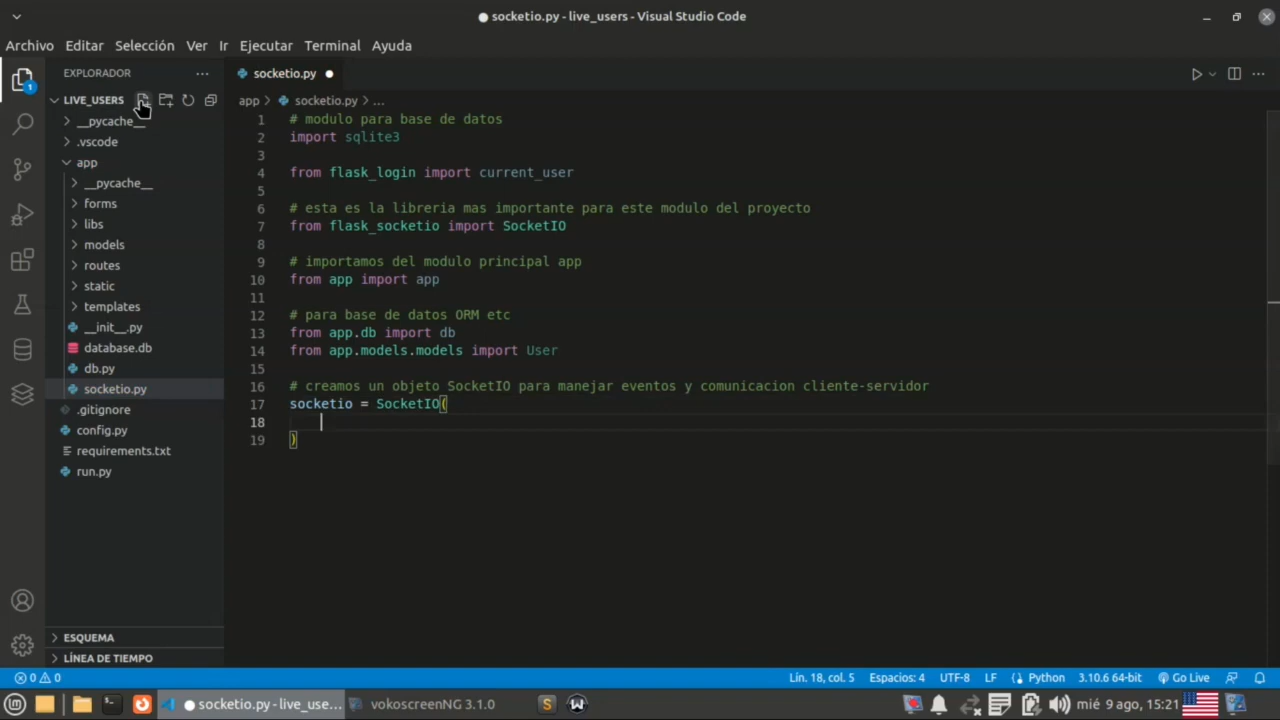 socketio.py - live_users - Visual Studio Code
Archivo Editar Selección Ver Ir Ejecutar Terminal Ayuda
EXPLORADOR
socketio.py
LIVE_USERS
app
socketio.py
...
__pycache__
.vscode
app
__pycache__
forms
libs
models
routes
static
templates
__init__.py
database.db
db.py
socketio.py
.gitignore
config.py
requirements.txt
run.py
ESQUEMA
LÍNEA DE TIEMPO
1 # modulo para base de datos
2 import sqlite3
3
4 from flask_login import current_user
5
6 # esta es la libreria mas importante para este modulo del proyecto
7 from flask_socketio import SocketIO
8
9 # importamos del modulo principal app
10 from app import app
11
12 # para base de datos ORM etc
13 from app.db import db
14 from app.models.models import User
15
16 # creamos un objeto SocketIO para manejar eventos y comunicacion cliente-servidor
17 socketio = SocketIO(
18
19 )
1
0 0 Lín. 18, col. 5 Espacios: 4 UTF-8 LF Python 3.10.6 64-bit Go Live
socketio.py - live_use... vokoscreenNG 3.1.0 S W mié 9 ago, 15:21